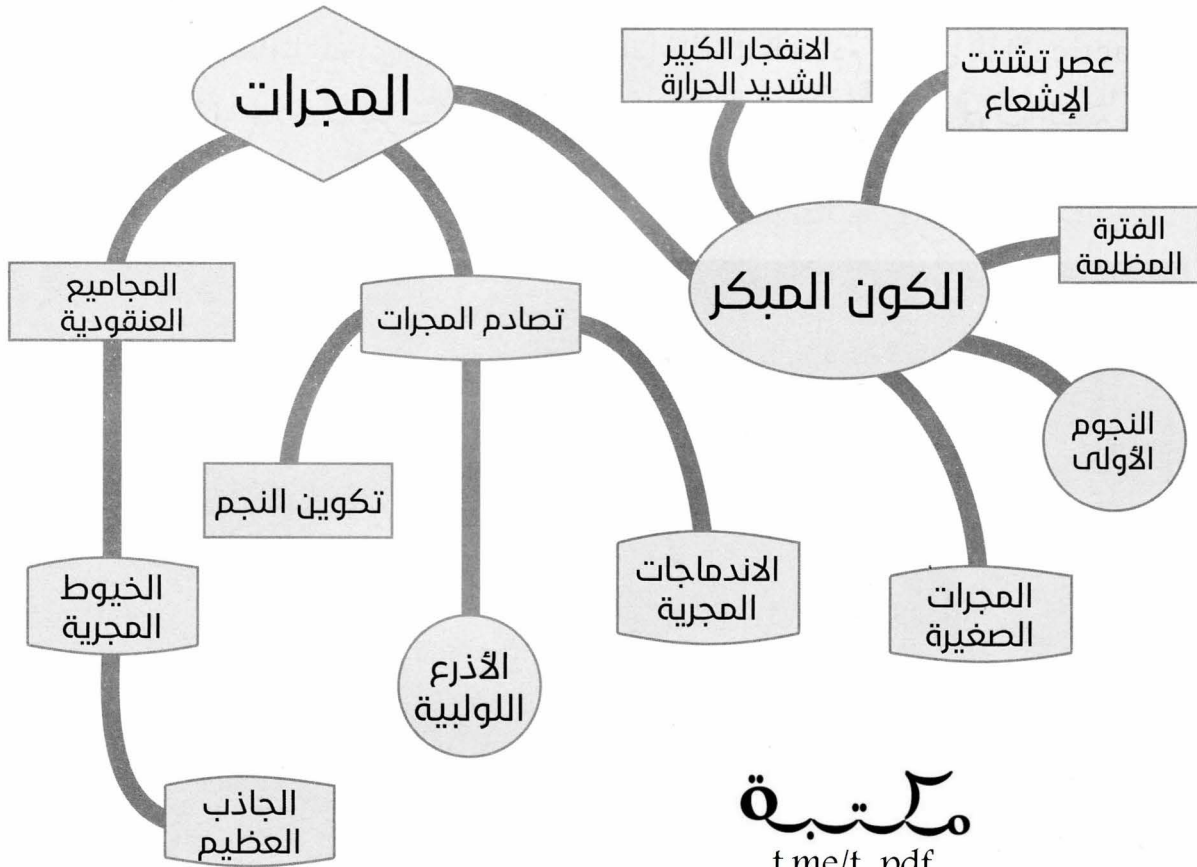 المجرات
الانفجار الكبير
الشديد الحرارة
عصر تشتت
الإشعاع
الفترة
المظلمة
الكون المبكر
المجاميع
العنقودية
تصادم المجرات
النجوم
الأولى
تكوين النجم
الاندماجات
المجرية
المجرات
الصغيرة
الخيوط
المجرية
الأذرع
اللولبية
الجاذب
العظيم
مكتبة
t.me/t_pdf